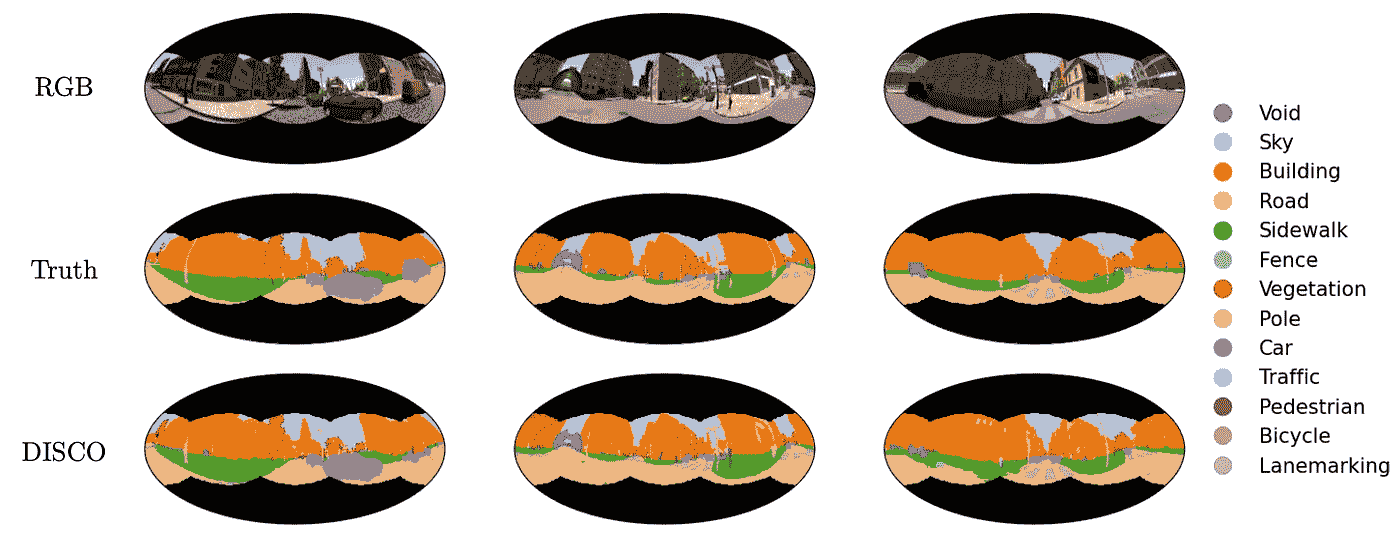 RGB
Truth
DISCO
Void
Sky
Building
Road
Sidewalk
Fence
Vegetation
Pole
Car
Traffic
Pedestrian
Bicycle
Lanemarking